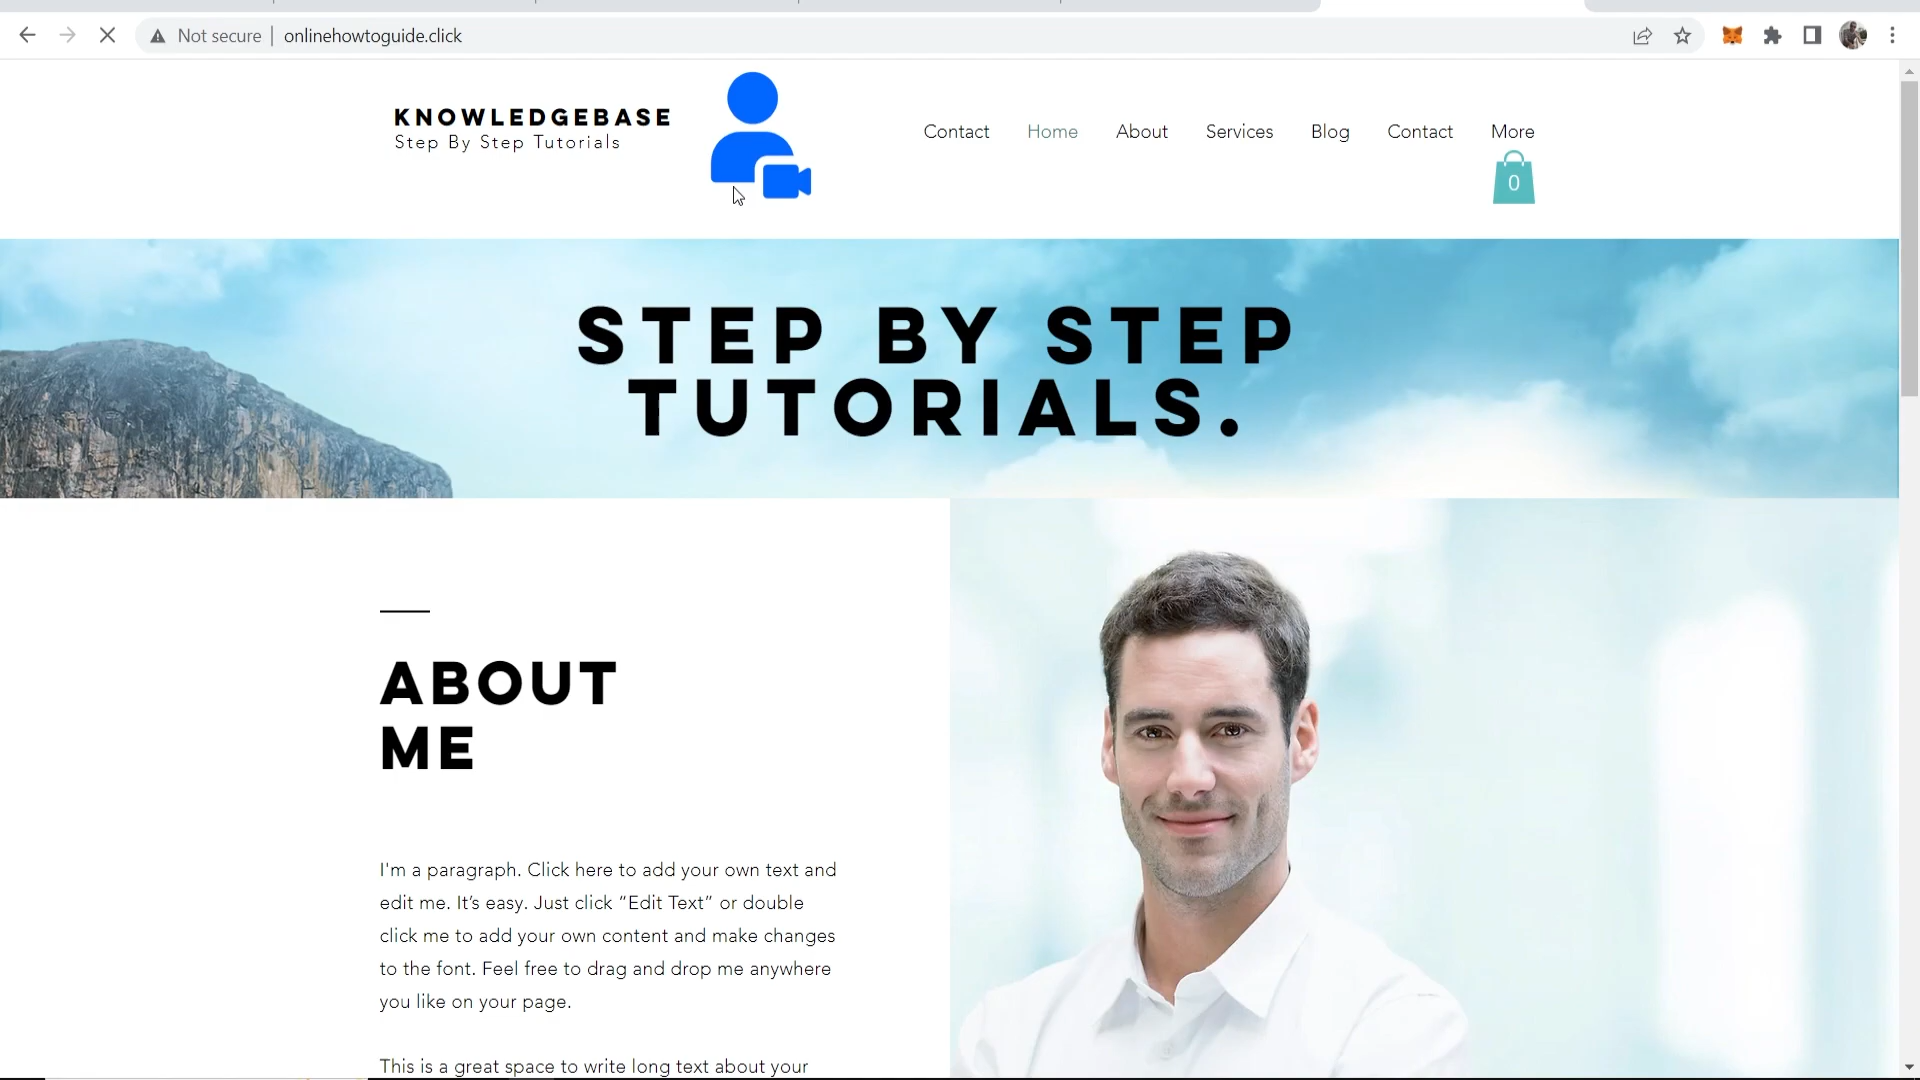 Not secure | onlinehowtoguide.click
KNOWLEDGEBASE
Step By Step Tutorials
Contact Home About Services Blog Contact More
0
STEP BY STEP
TUTORIALS.
ABOUT
ME
I'm a paragraph. Click here to add your own text and
edit me. It’s easy. Just click “Edit Text” or double
click me to add your own content and make changes
to the font. Feel free to drag and drop me anywhere
you like on your page.
This is a great space to write long text about your